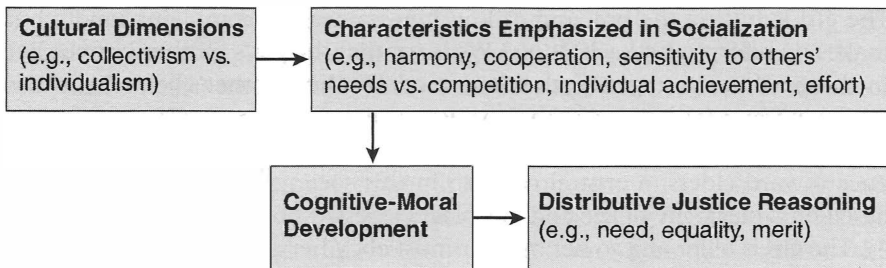 Cultural Dimensions
(e.g., collectivism vs.
individualism)
Characteristics Emphasized in Socialization
(e.g., harmony, cooperation, sensitivity to others'
needs vs. competition, individual achievement, effort)
Cognitive-Moral
Development
Distributive Justice Reasoning
(e.g., need, equality, merit)